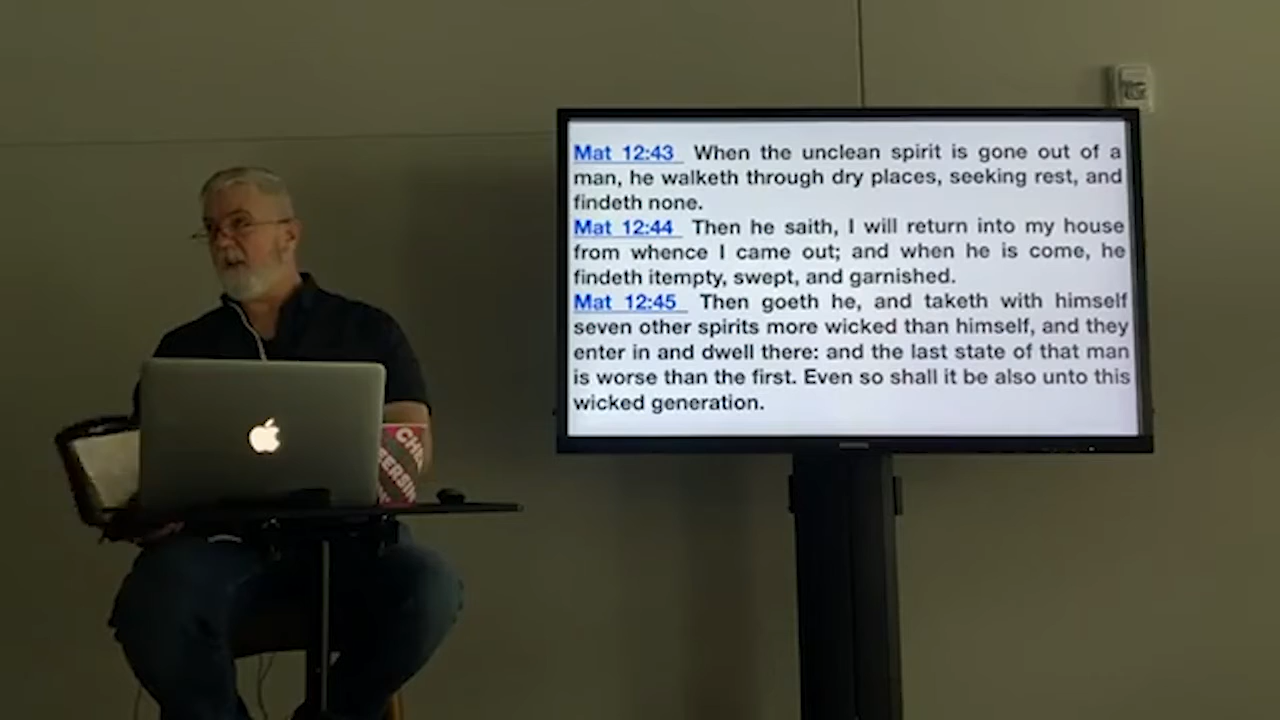 Mat 12:43 When the unclean spirit is gone out of a
man, he walketh through dry places, seeking rest, and
findeth none.
Mat 12:44 Then he saith, I will return into my house
from whence I came out; and when he is come, he
findeth itempty, swept, and garnished.
Mat 12:45 Then goeth he, and taketh with himself
seven other spirits more wicked than himself, and they
enter in and dwell there: and the last state of that man
is worse than the first. Even so shall it be also unto this
wicked generation.